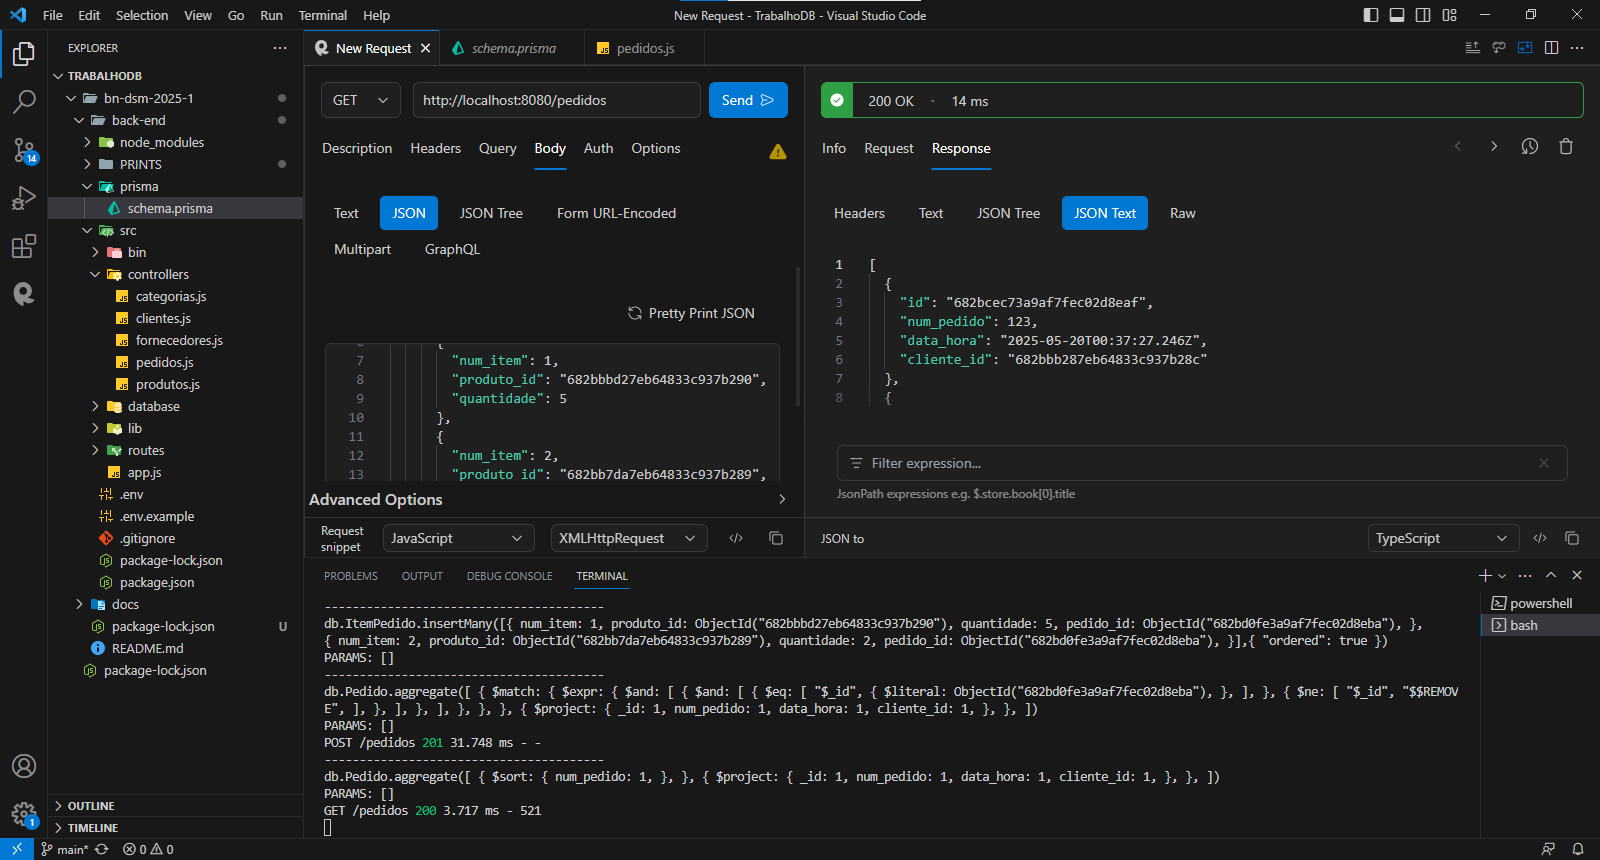 File Edit Selection View Go Run Terminal Help
New Request - TrabalhoDB - Visual Studio Code
EXPLORER
TRABALHODB
bn-dsm-2025-1
back-end
node_modules
PRINTS
prisma
schema.prisma
src
bin
controllers
categorias.js
clientes.js
fornecedores.js
pedidos.js
produtos.js
database
lib
routes
app.js
.env
.env.example
.gitignore
package-lock.json
package.json
docs
package-lock.json U
README.md
package-lock.json
OUTLINE
TIMELINE
14
1
New Request
schema.prisma
pedidos.js
GET
http://localhost:8080/pedidos
Send
Description Headers Query Body Auth Options
Text JSON JSON Tree Form URL-Encoded
Multipart GraphQL
Pretty Print JSON
6 {
7 "num_item": 1,
8 "produto_id": "682bbbd27eb64833c937b290",
9 "quantidade": 5
10 },
11 {
12 "num_item": 2,
13 "produto_id": "682bb7da7eb64833c937b289",
Advanced Options
Request snippet
JavaScript
XMLHttpRequest
200 OK · 14 ms
Info Request Response
Headers Text JSON Tree JSON Text Raw
1 [
2 {
3 "id": "682bcec73a9af7fec02d8eaf",
4 "num_pedido": 123,
5 "data_hora": "2025-05-20T00:37:27.246Z",
6 "cliente_id": "682bbb287eb64833c937b28c"
7 },
8 {
Filter expression...
JsonPath expressions e.g. $.store.book[0].title
JSON to
TypeScript
PROBLEMS OUTPUT DEBUG CONSOLE TERMINAL
-----------------------------------
db.ItemPedido.insertMany([{ num_item: 1, produto_id: ObjectId("682bbbd27eb64833c937b290"), quantidade: 5, pedido_id: ObjectId("682bd0fe3a9af7fec02d8eba"), },
{ num_item: 2, produto_id: ObjectId("682bb7da7eb64833c937b289"), quantidade: 2, pedido_id: ObjectId("682bd0fe3a9af7fec02d8eba"), }],{ "ordered": true })
PARAMS: []
-----------------------------------
db.Pedido.aggregate([ { $match: { $expr: { $and: [ { $and: [ { $eq: [ "$_id", { $literal: ObjectId("682bd0fe3a9af7fec02d8eba"), }, ], }, { $ne: [ "$_id", "$$REMOV
E", ], }, ], }, ], }, }, }, { $project: { _id: 1, num_pedido: 1, data_hora: 1, cliente_id: 1, }, }, ])
PARAMS: []
POST /pedidos 201 31.748 ms - -
-----------------------------------
db.Pedido.aggregate([ { $sort: { num_pedido: 1, }, }, { $project: { _id: 1, num_pedido: 1, data_hora: 1, cliente_id: 1, }, }, ])
PARAMS: []
GET /pedidos 200 3.717 ms - 521
powershell
bash
main* 0 0 0